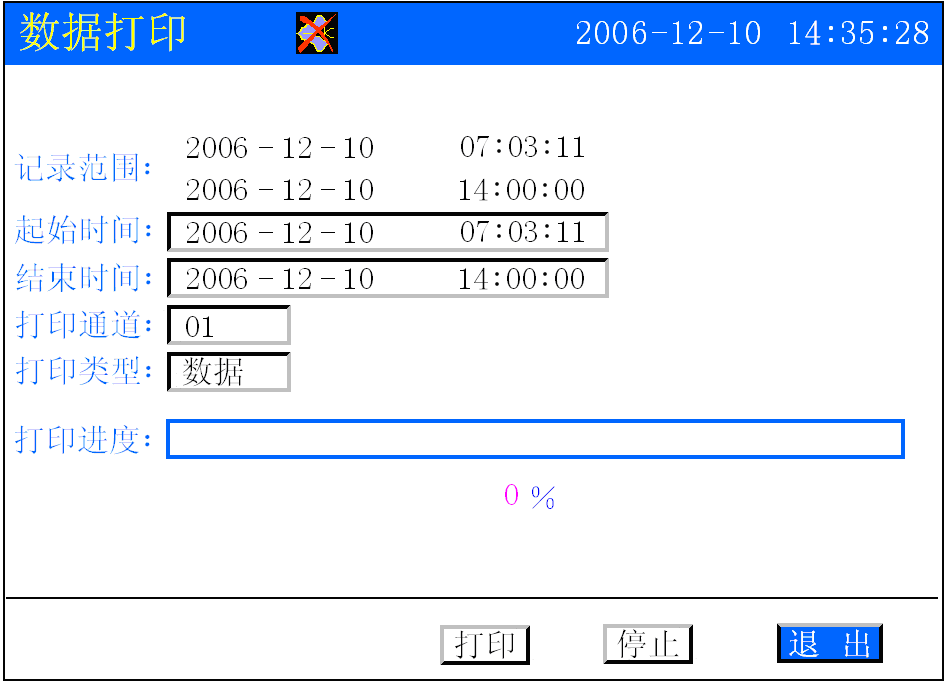 数据打印 2006-12-10 14:35:28
记录范围: 2006-12-10 07:03:11
2006-12-10 14:00:00
起始时间: 2006-12-10 07:03:11
结束时间: 2006-12-10 14:00:00
打印通道: 01
打印类型: 数据
打印进度:
0 %
打印 停止 退出